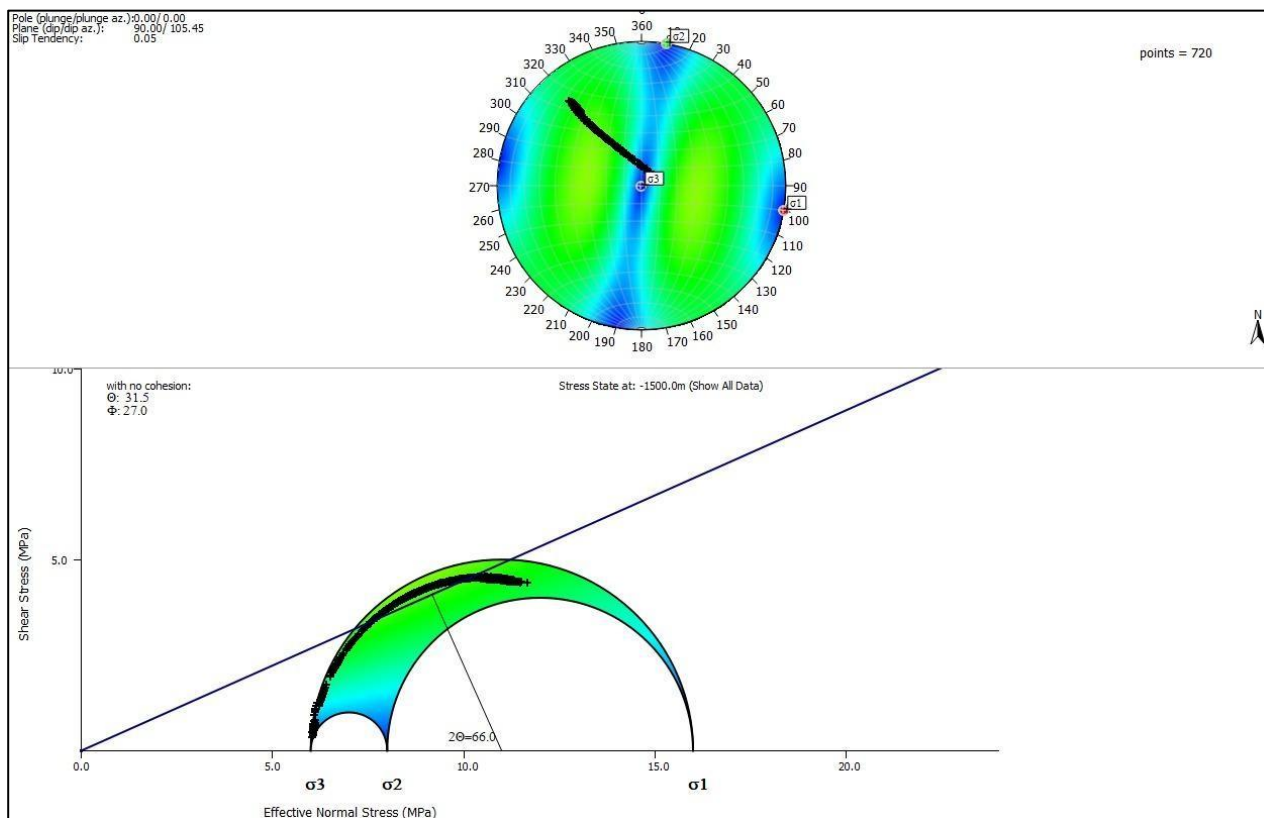 Pole (plunge/plunge az.):0.00/ 0.00
Plane (dip/dip az.): 90.00/ 105.45
Slip Tendency: 0.05
points = 720
360
350
340
330
320
310
300
290
280
270
260
250
240
230
220
210
200
190
180
170
160
150
140
130
120
110
100
90
80
70
60
50
40
30
20
10
σ2
σ3
σ1
N
10.0
with no cohesion:
Θ: 31.5
Φ: 27.0
Stress State at: -1500.0m (Show All Data)
Shear Stress (MPa)
5.0
2Θ=66.0
0.0 5.0 10.0 15.0 20.0
σ3 σ2 σ1
Effective Normal Stress (MPa)